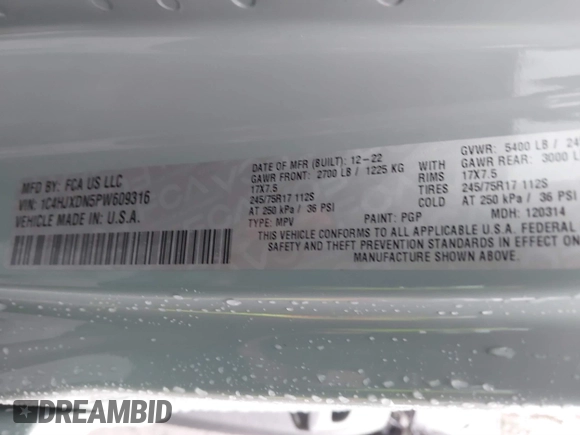 MFD BY: FCA US LLC
VIN: 1C4HJXDN5PW609316
VEHICLE MADE IN: U.S.A.
DATE OF MFR (BUILT): 12-22
GAWR FRONT: 2700 LB / 1225 KG
17X7.5
245/75R17 112S
AT 250 kPa / 36 PSI
TYPE: MPV
WITH
RIMS
TIRES
COLD
GVWR: 5400 LB / 24
GAWR REAR: 3000 L
17X7.5
245/75R17 112S
AT 250 kPa / 36 PSI
PAINT: PGP
MDH: 120314
THIS VEHICLE CONFORMS TO ALL APPLICABLE U.S.A. FEDERAL
SAFETY AND THEFT PREVENTION STANDARDS IN EFFECT ON
MANUFACTURE SHOWN ABOVE.
DREAMBID